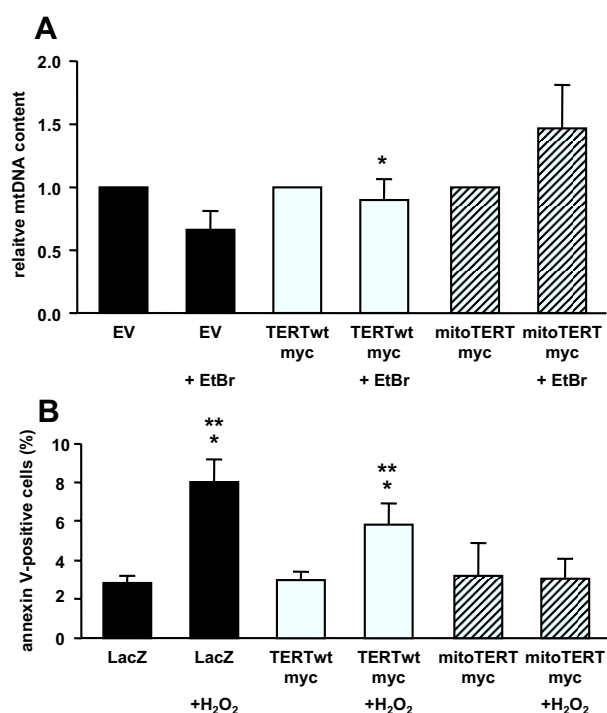 A
relaitve mtDNA content
2.0
1.5
1.0
0.5
0.0
*
EV EV TERTwt TERTwt mitoTERT mitoTERT
myc myc myc myc
+ EtBr + EtBr + EtBr
B
annexin V-positive cells (%)
10
8
6
4
2
0
**
*
**
*
LacZ LacZ TERTwt TERTwt mitoTERT mitoTERT
myc myc myc myc
+H₂O₂ +H₂O₂ +H₂O₂